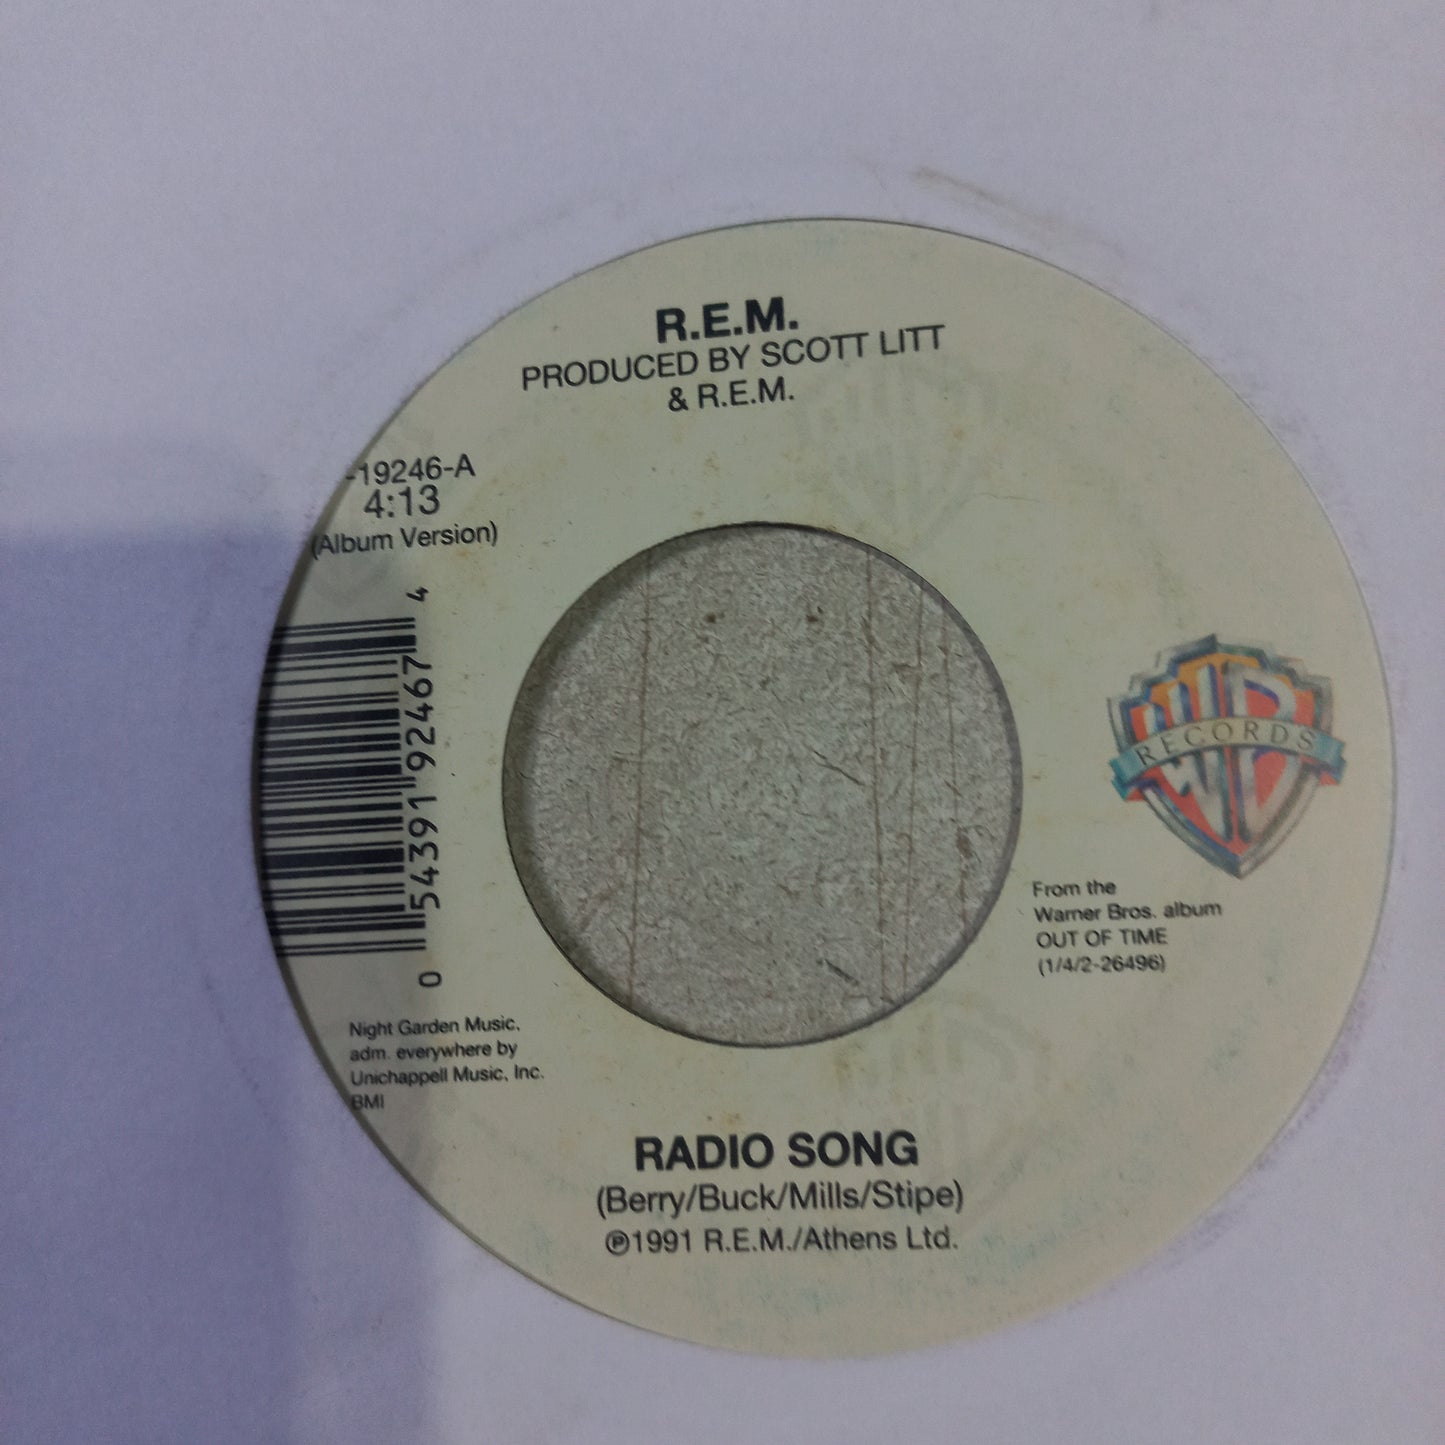 R.E.M.
PRODUCED BY SCOTT LITT
& R.E.M.
-19246-A
4:13
(Album Version)
0 54391 92467 4
RECORDS
From the
Warner Bros. album
OUT OF TIME
(1/4/2-26496)
Night Garden Music,
adm. everywhere by
Unichappell Music, Inc.
BMI
RADIO SONG
(Berry/Buck/Mills/Stipe)
℗1991 R.E.M./Athens Ltd.